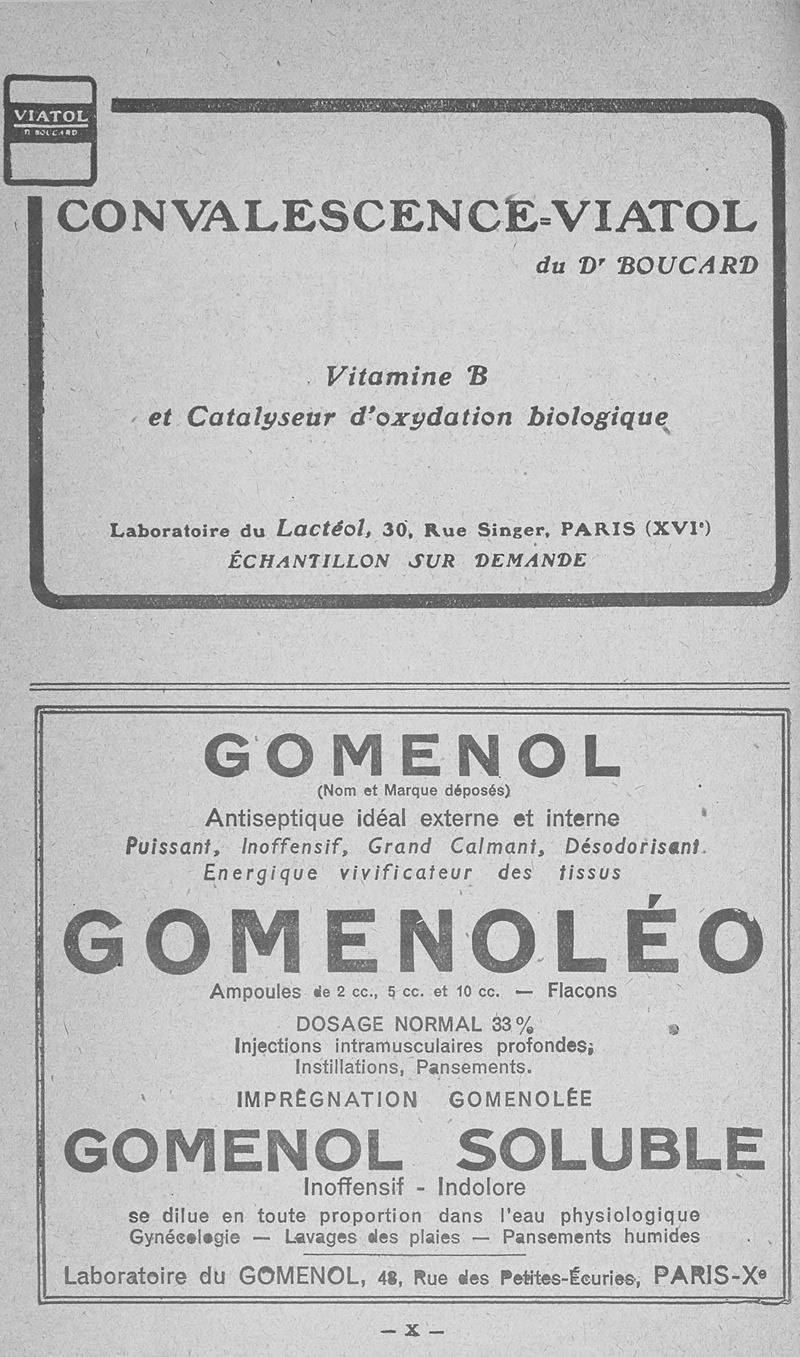 VIATOL
Dr BOUCARD
CONVALESCENCE=VIATOL
du Dr BOUCARD
Vitamine B
et Catalyseur d'oxydation biologique
Laboratoire du Lactéol, 30, Rue Singer, PARIS (XVIe)
ÉCHANTILLON SUR DEMANDE
GOMENOL
(Nom et Marque déposés)
Antiseptique idéal externe et interne
Puissant, Inoffensif, Grand Calmant, Désodorisant.
Energique vivificateur des tissus
GOMENOLÉO
Ampoules de 2 cc., 5 cc. et 10 cc. — Flacons
DOSAGE NORMAL 33 %
Injections intramusculaires profondes;
Instillations, Pansements.
IMPRÊGNATION GOMENOLÉE
GOMENOL SOLUBLE
Inoffensif - Indolore
se dilue en toute proportion dans l'eau physiologique
Gynécologie — Lavages des plaies — Pansements humides
Laboratoire du GOMENOL, 48, Rue des Petites-Écuries, PARIS-Xe
— X —